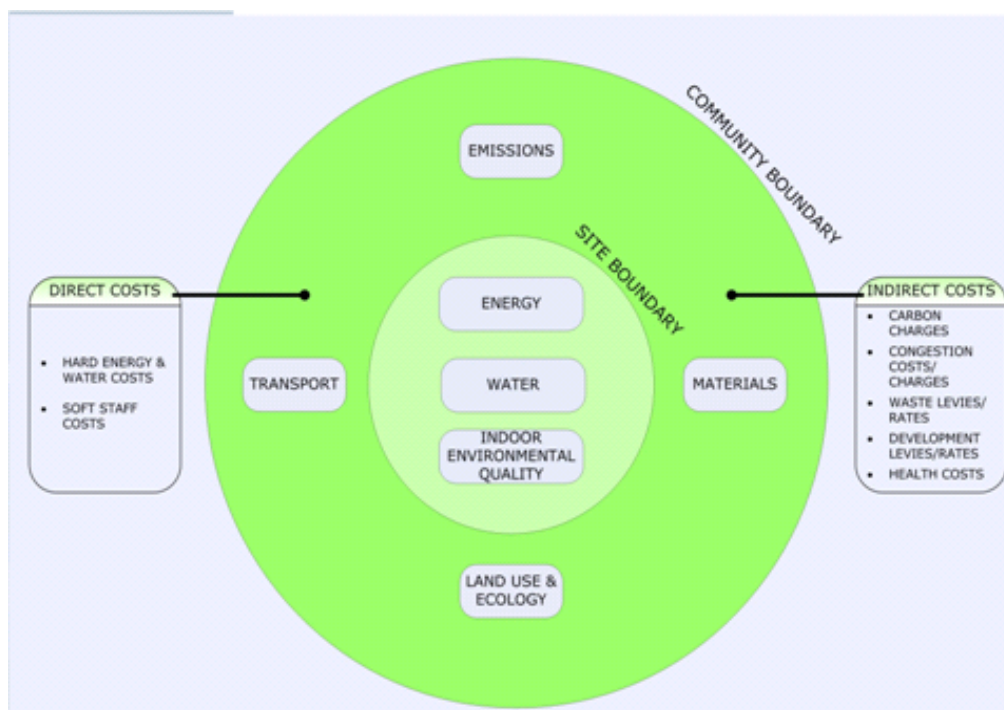 COMMUNITY BOUNDARY
EMISSIONS
SITE BOUNDARY
DIRECT COSTS
• HARD ENERGY &
WATER COSTS
• SOFT STAFF
COSTS
ENERGY
TRANSPORT
WATER
MATERIALS
INDOOR
ENVIRONMENTAL
QUALITY
LAND USE &
ECOLOGY
INDIRECT COSTS
• CARBON
CHARGES
• CONGESTION
COSTS/
CHARGES
• WASTE LEVIES/
RATES
• DEVELOPMENT
LEVIES/RATES
• HEALTH COSTS